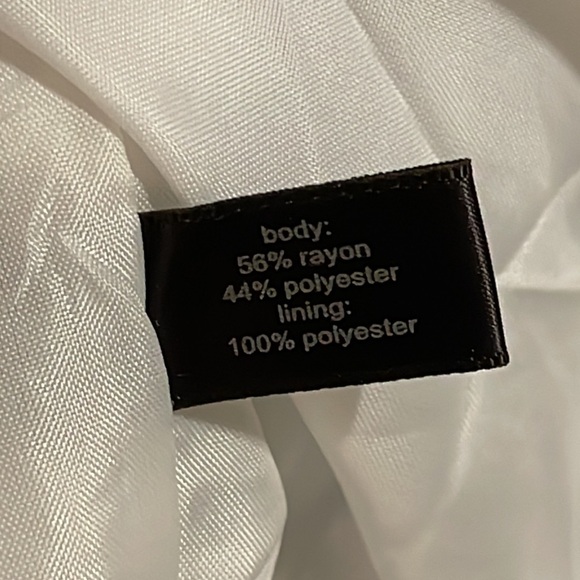 body:
56% rayon
44% polyester
lining:
100% polyester